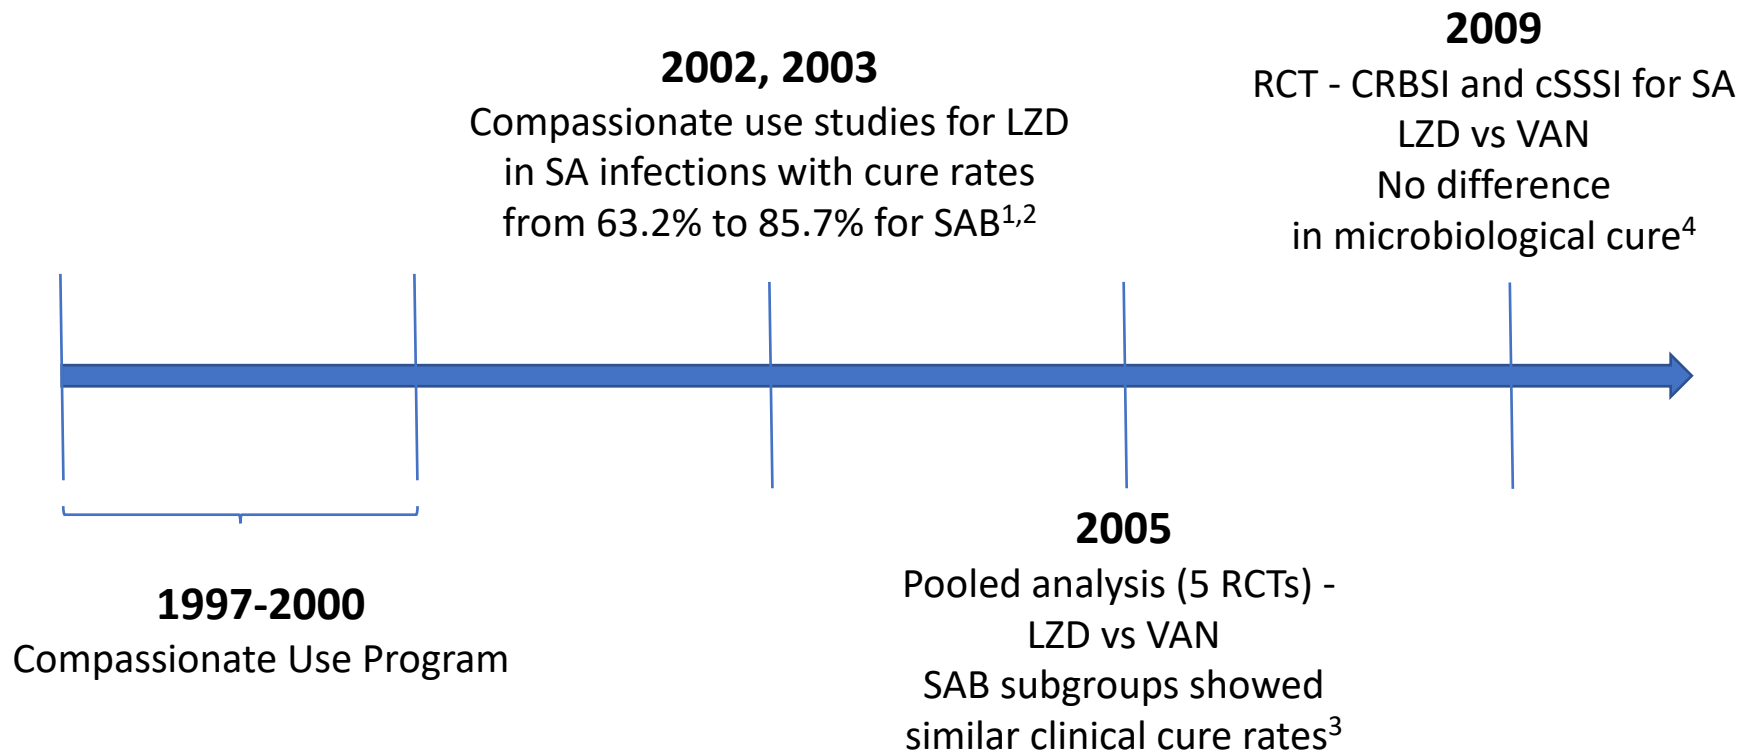 2009
RCT - CRBSI and cSSSI for SA
LZD vs VAN
No difference
in microbiological cure⁴
2002, 2003
Compassionate use studies for LZD
in SA infections with cure rates
from 63.2% to 85.7% for SAB¹,²
1997-2000
Compassionate Use Program
2005
Pooled analysis (5 RCTs) -
LZD vs VAN
SAB subgroups showed
similar clinical cure rates³